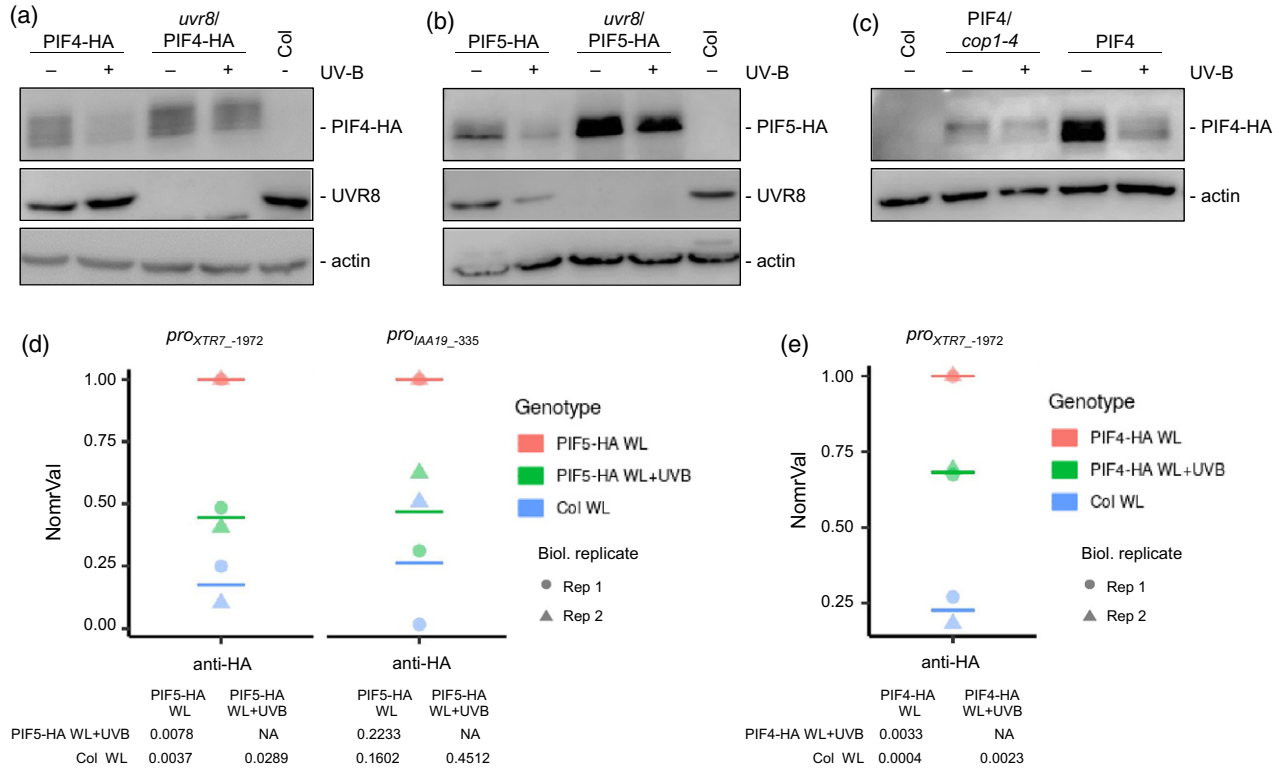 (a)
uvr8/
PIF4-HA PIF4-HA Col
– + – + - UV-B
- PIF4-HA
- UVR8
- actin
(b)
uvr8/
PIF5-HA PIF5-HA Col
– + – + – UV-B
- PIF5-HA
- UVR8
- actin
(c)
PIF4/
Col cop1-4 PIF4
– – + – + UV-B
- PIF4-HA
- actin
(d)
proXTR7_-1972 proIAA19_-335
NomrVal
1.00
0.75
0.50
0.25
0.00
anti-HA anti-HA
Genotype
PIF5-HA WL
PIF5-HA WL+UVB
Col WL
Biol. replicate
Rep 1
Rep 2
PIF5-HA PIF5-HA PIF5-HA PIF5-HA
WL WL+UVB WL WL+UVB
PIF5-HA WL+UVB 0.0078 NA 0.2233 NA
Col WL 0.0037 0.0289 0.1602 0.4512
(e)
proXTR7_-1972
NomrVal
1.00
0.75
0.50
0.25
anti-HA
Genotype
PIF4-HA WL
PIF4-HA WL+UVB
Col WL
Biol. replicate
Rep 1
Rep 2
PIF4-HA PIF4-HA
WL WL+UVB
PIF4-HA WL+UVB 0.0033 NA
Col WL 0.0004 0.0023